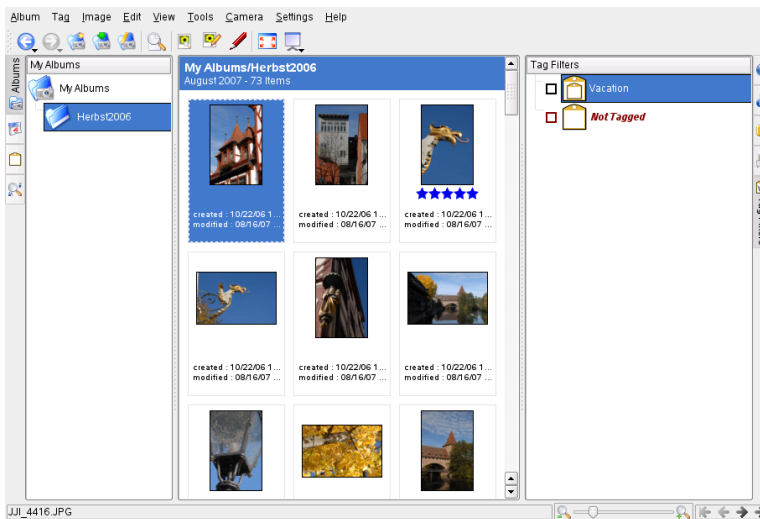 Album Tag Image Edit View Tools Camera Settings Help
Albums
My Albums
My Albums
Herbst2006
My Albums/Herbst2006
August 2007 - 73 Items
created : 10/22/06 1...
modified : 08/16/07 ...
created : 10/22/06 1...
modified : 08/16/07 ...
created : 10/22/06 1...
modified : 08/16/07 ...
created : 10/22/06 1...
modified : 08/16/07 ...
created : 10/22/06 1...
modified : 08/16/07 ...
created : 10/22/06 1...
modified : 08/16/07 ...
Tag Filters
Vacation
Not Tagged
JJI_4416.JPG